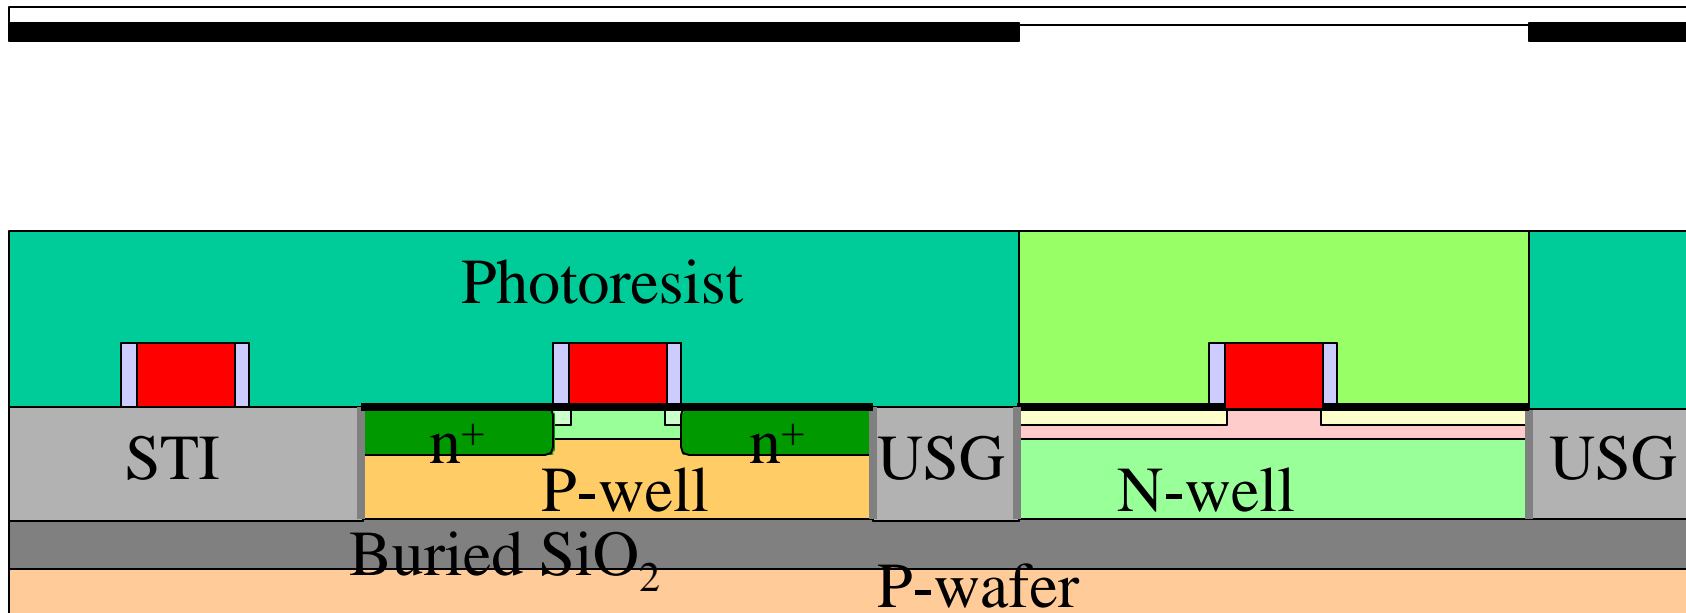 Photoresist
STI
n⁺
n⁺
USG
USG
P-well
N-well
Buried SiO₂
P-wafer